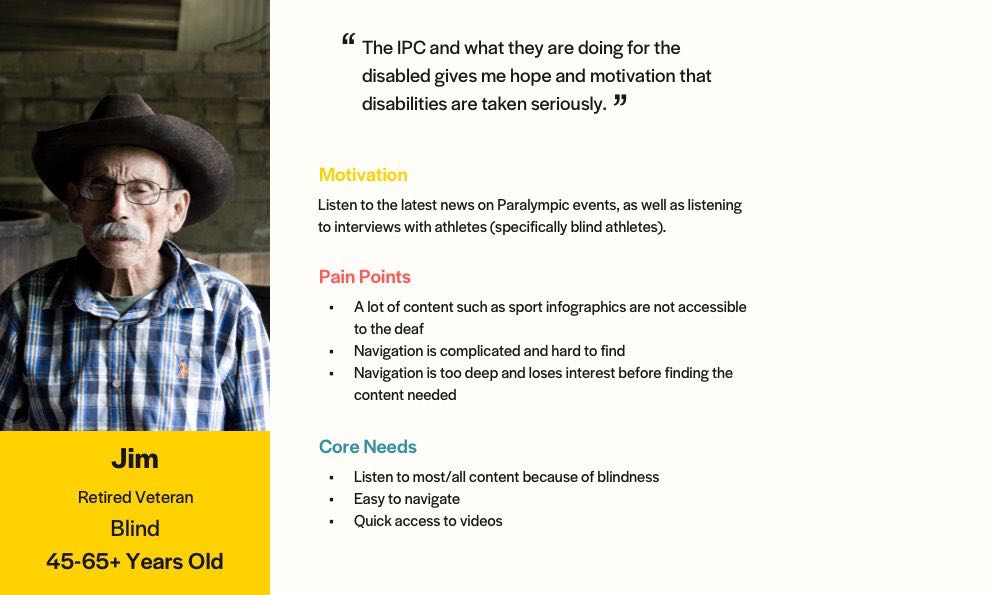 “ The IPC and what they are doing for the
disabled gives me hope and motivation that
disabilities are taken seriously. ”
Motivation
Listen to the latest news on Paralympic events, as well as listening
to interviews with athletes (specifically blind athletes).
Pain Points
▪ A lot of content such as sport infographics are not accessible
to the deaf
▪ Navigation is complicated and hard to find
▪ Navigation is too deep and loses interest before finding the
content needed
Core Needs
▪ Listen to most/all content because of blindness
▪ Easy to navigate
▪ Quick access to videos
Jim
Retired Veteran
Blind
45-65+ Years Old